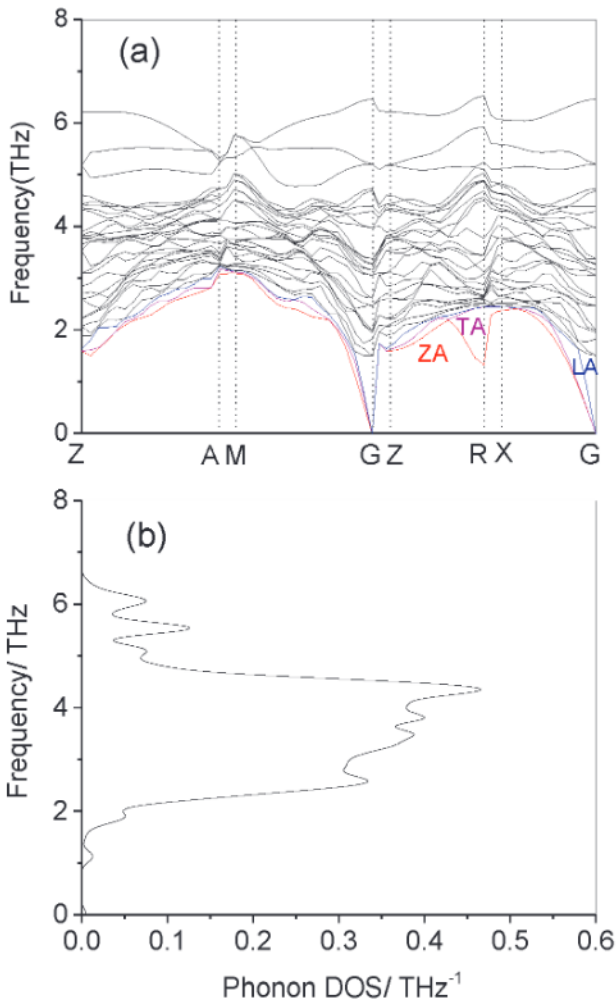 (a)
Frequency(THz)
8
6
4
2
0
ZA
TA
LA
Z
A
M
G
Z
R
X
G
(b)
Frequency/ THz
8
6
4
2
0
0.0
0.1
0.2
0.3
0.4
0.5
0.6
Phonon DOS/ THz⁻¹